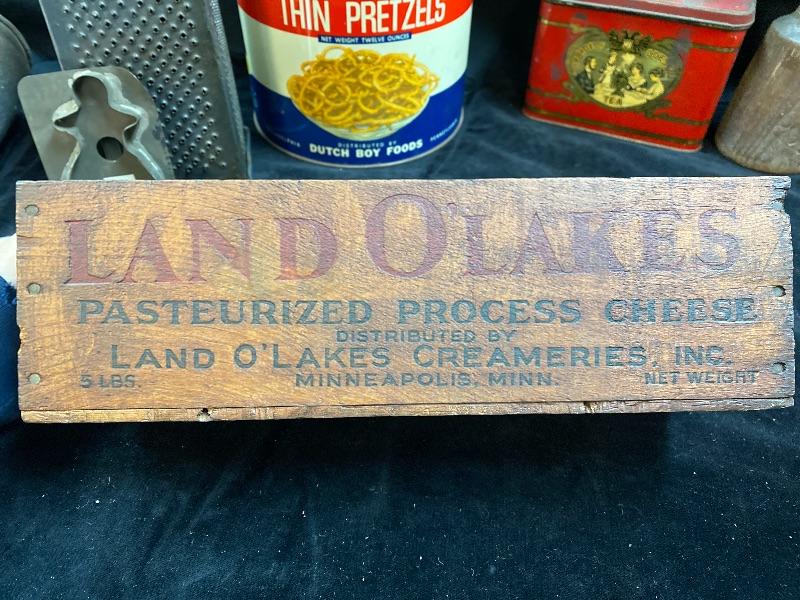 THIN PRETZELS
NET WEIGHT TWELVE OUNCES
DISTRIBUTED BY
DUTCH BOY FOODS
PENNSYLVANIA
TEA
LAND O'LAKES
PASTEURIZED PROCESS CHEESE
DISTRIBUTED BY
LAND O'LAKES CREAMERIES, INC.
5 LBS. MINNEAPOLIS, MINN. NET WEIGHT